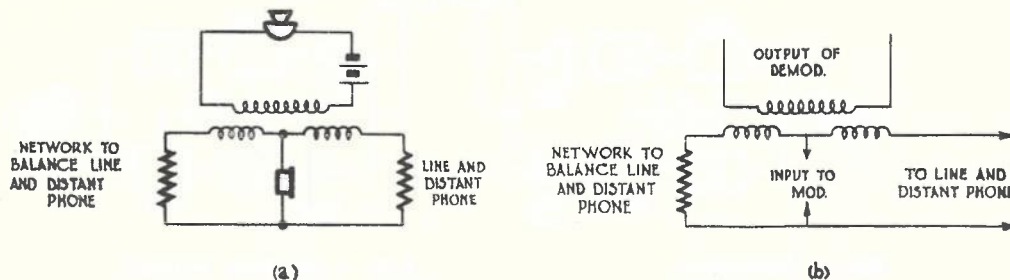 NETWORK TO
BALANCE LINE
AND DISTANT
PHONE
LINE AND
DISTANT
PHONE
(a)
OUTPUT OF
DEMOD.
NETWORK TO
BALANCE LINE
AND DISTANT
PHONE
INPUT TO
MOD.
TO LINE AND
DISTANT PHONE
(b)